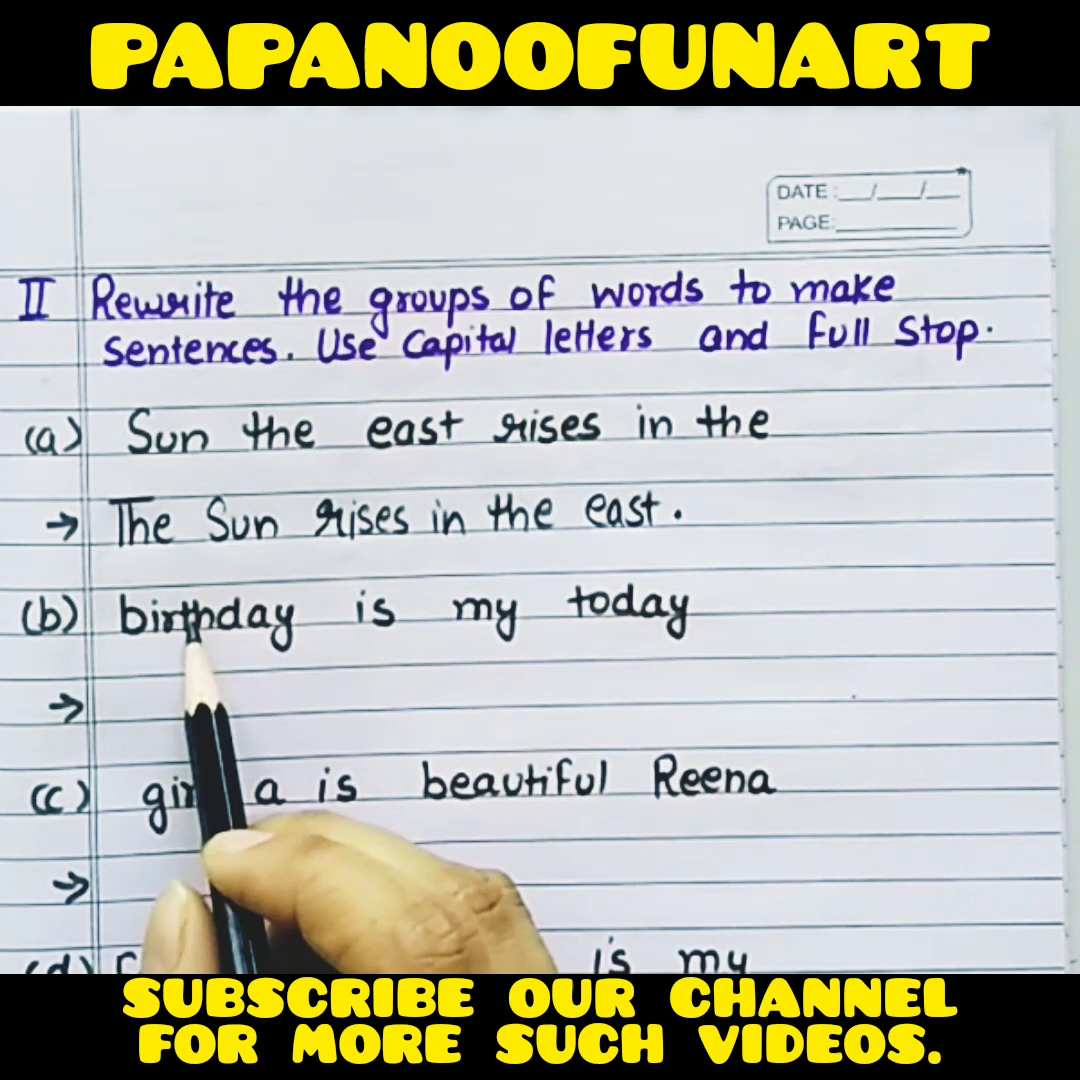 PAPANOOFUNART
DATE: __/__/__
PAGE:______
II Rewrite the groups of words to make
sentences. Use Capital letters and full Stop.
(a) Sun the east rises in the
→ The Sun rises in the east.
(b) birthday is my today
→
(c) a is beautiful Reena
→
(d) is my
SUBSCRIBE OUR CHANNEL
FOR MORE SUCH VIDEOS.